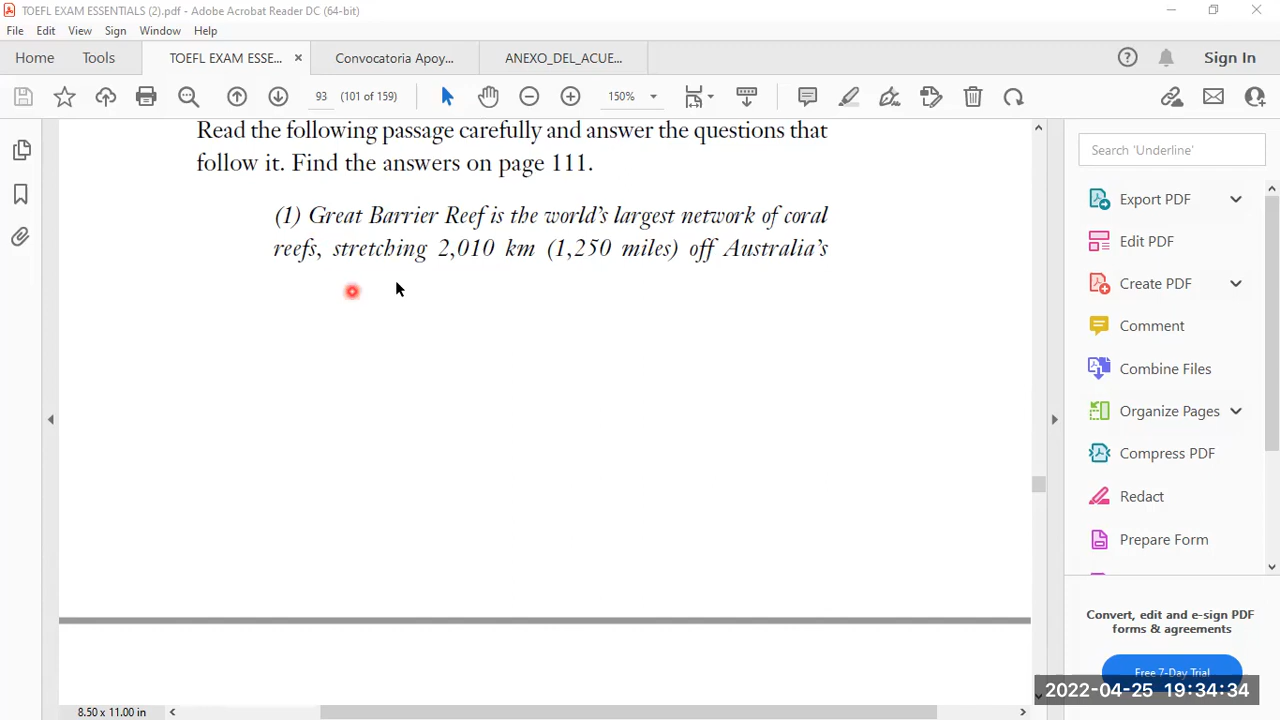 TOEFL EXAM ESSENTIALS (2).pdf - Adobe Acrobat Reader DC (64-bit)
File Edit View Sign Window Help
Home Tools TOEFL EXAM ESSE... × Convocatoria Apoy... ANEXO_DEL_ACUE... Sign In
93 (101 of 159) 150%
Read the following passage carefully and answer the questions that
follow it. Find the answers on page 111.
(1) Great Barrier Reef is the world's largest network of coral
reefs, stretching 2,010 km (1,250 miles) off Australia's
Search 'Underline'
Export PDF
Edit PDF
Create PDF
Comment
Combine Files
Organize Pages
Compress PDF
Redact
Prepare Form
Convert, edit and e-sign PDF
forms & agreements
Free 7-Day Trial
2022-04-25 19:34:34
8.50 x 11.00 in